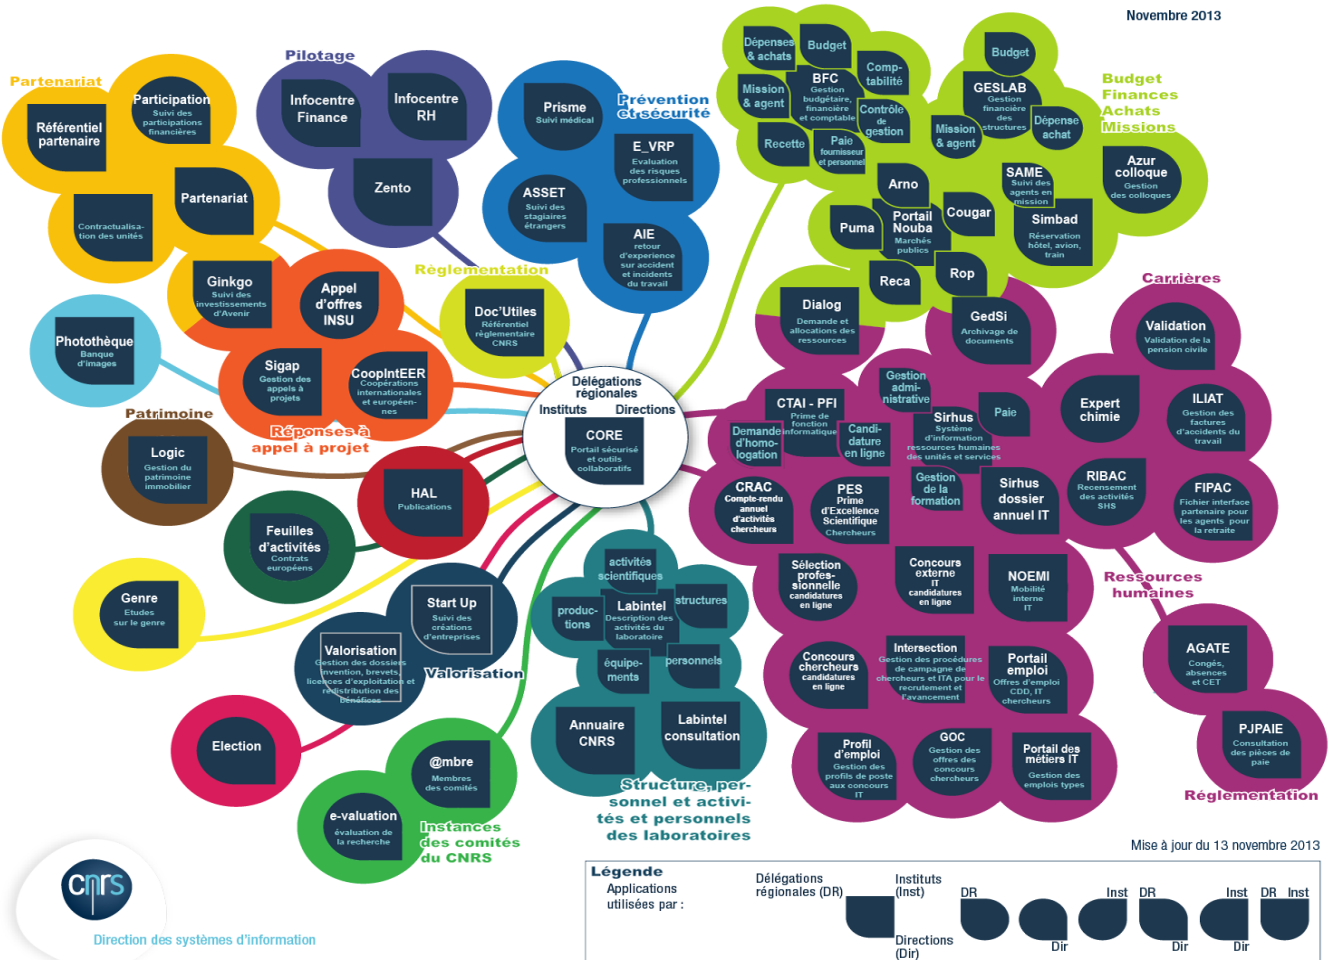 Novembre 2013
Partenariat
Référentiel
partenaire
Participation
Suivi des
participations
financières
Partenariat
Contractualisa-
tion des unités
Ginkgo
Suivi des
investissements
d'Avenir
Pilotage
Infocentre
Finance
Infocentre
RH
Zento
Prévention
et sécurité
Prisme
Suivi médical
E_VRP
Evaluation
des risques
professionnels
ASSET
Suivi des
stagiaires
étrangers
AIE
retour
d'experience
sur accident
et incidents
du travail
Règlementation
Doc'Utiles
Référentiel
règlementaire
CNRS
Appel
d'offres
INSU
Sigap
Gestion des
appels à
projets
CoopIntEER
Coopérations
internationales
et européen-
nes
Réponses à
appel à projet
Photothèque
Banque
d'images
Patrimoine
Logic
Gestion du
patrimoine
immobilier
HAL
Publications
Feuilles
d'activités
Contrats
européens
Genre
Etudes
sur le genre
Start Up
Suivi des
créations
d'entreprises
Valorisation
Gestion des dossiers
invention, brevets,
licences d'exploitation et
redistribution des
bénéfices
Valorisation
Election
@mbre
Membres
des comités
e-valuation
évaluation de
la recherche
Instances
des comités
du CNRS
Délégations
régionales
Instituts
Directions
CORE
Portail sécurisé
et outils
collaboratifs
activités
scientifiques
produc-
tions
Labintel
Description des
activités du
laboratoire
structures
équipe-
ments
personnels
Annuaire
CNRS
Labintel
consultation
Structure, per-
sonnel et activi-
tés et personnels
des laboratoires
Budget
Finances
Achats
Missions
Dépenses
& achats
Budget
Comp-
tabilité
Mission
& agent
BFC
Gestion
budgétaire,
financière
et comptable
Contrôle
de
gestion
Recette
Paie
fournisseur
et personnel
Budget
GESLAB
Gestion
financière
des
structures
Mission
& agent
Dépense
achat
Azur
colloque
Gestion
des colloques
SAME
Suivi des
agents en
mission
Simbad
Réservation
hôtel, avion,
train
Arno
Puma
Portail
Nouba
Marchés
publics
Cougar
Reca
Rop
Dialog
Demande et
allocations des
ressources
GedSi
Archivage de
documents
Carrières
Validation
Validation de la
pension civile
Expert
chimie
ILIAT
Gestion des
factures
d'accidents du
travail
RIBAC
Recensement
des activités
SHS
FIPAC
Fichier interface
partenaire pour
les agents pour
la retraite
CTAI - PFI
Prime de
fonction
informatique
Demande
d'homo-
logation
Candi-
dature
en ligne
Gestion
admi-
nistrative
Sirhus
Système
d'information
ressources humaines
des unités et services
Paie
Gestion
de la
formation
Sirhus
dossier
annuel IT
CRAC
Compte-rendu
annuel
d'activités
chercheurs
PES
Prime
d'Excellence
Scientifique
Chercheurs
Sélection
profes-
sionnelle
candidatures
en ligne
Concours
externe
IT
candidatures
en ligne
NOEMI
Mobilité
interne
IT
Ressources
humaines
Concours
chercheurs
candidatures
en ligne
Intersection
Gestion des procédures
de campagne de
chercheurs et ITA pour le
recrutement et
l'avancement
Portail
emploi
Offres d'emploi
CDD, IT
chercheurs
Profil
d'emploi
Gestion des
profils de poste
aux concours
IT
GOC
Gestion des
offres des
concours
chercheurs
Portail des
métiers IT
Gestion des
emplois types
AGATE
Congés,
absences
et CET
PJPAIE
Consultation
des pièces de
paie
Réglementation
Mise à jour du 13 novembre 2013
cnrs
Direction des systèmes d'information
Légende
Applications
utilisées par :
Délégations
régionales (DR)
Instituts
(Inst)
Directions
(Dir)
DR
Dir
Inst
DR
Dir
Inst
Dir
DR Inst